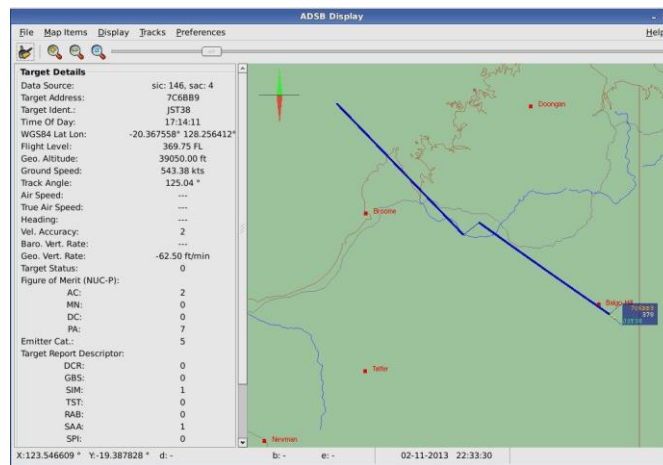 ADSB Display
File Map Items Display Tracks Preferences Help
Target Details
Data Source: sic: 146, sac: 4
Target Address: 7C6BB9
Target Ident.: JST38
Time Of Day: 17:14:11
WGS84 Lat Lon: -20.367558° 128.256412°
Flight Level: 369.75 FL
Geo. Altitude: 39050.00 ft
Ground Speed: 543.38 kts
Track Angle: 125.04 °
Air Speed: ---
True Air Speed: ---
Heading: ---
Vel. Accuracy: 2
Baro. Vert. Rate: ---
Geo. Vert. Rate: -62.50 ft/min
Target Status: 0
Figure of Merit (NUC-P):
AC: 2
MN: 0
DC: 0
PA: 7
Emitter Cat.: 5
Target Report Descriptor:
DCR: 0
GBS: 0
SIM: 1
TST: 0
RAB: 0
SAA: 1
SPI: 0
Doongan
Broome
Balgo Hill
7C6BB9
370
JST38
Telfer
Newman
X:123.546609 ° Y:-19.387828 ° d: - b: - e: - 02-11-2013 22:33:30